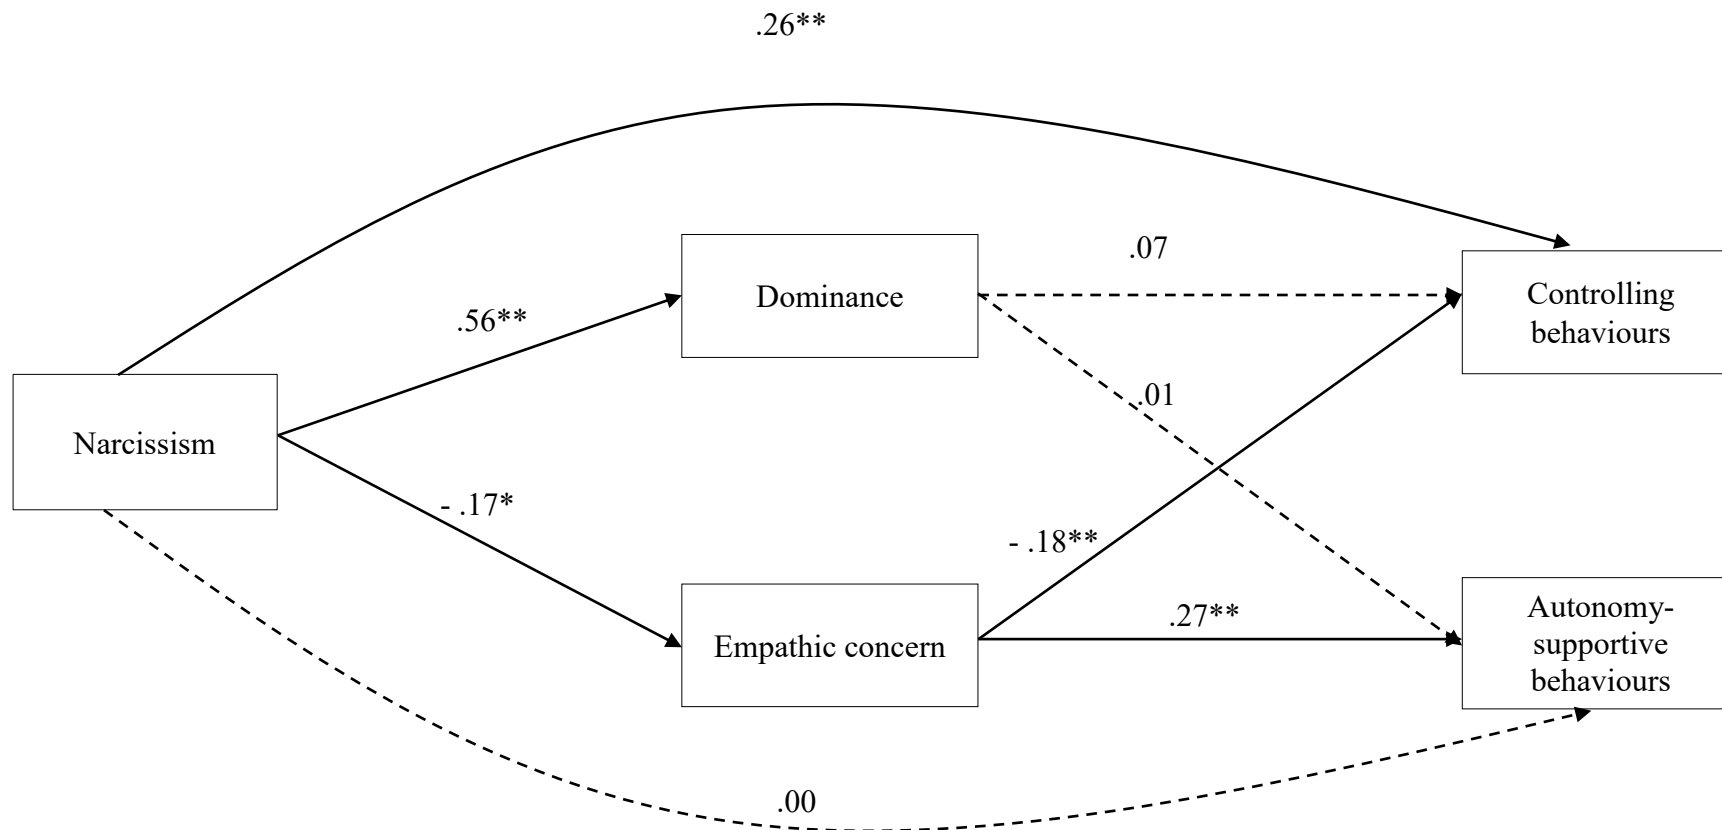 .26**
.07
Dominance
Controlling
behaviours
.56**
.01
Narcissism
- .17*
- .18**
.27**
Autonomy-
supportive
behaviours
Empathic concern
.00